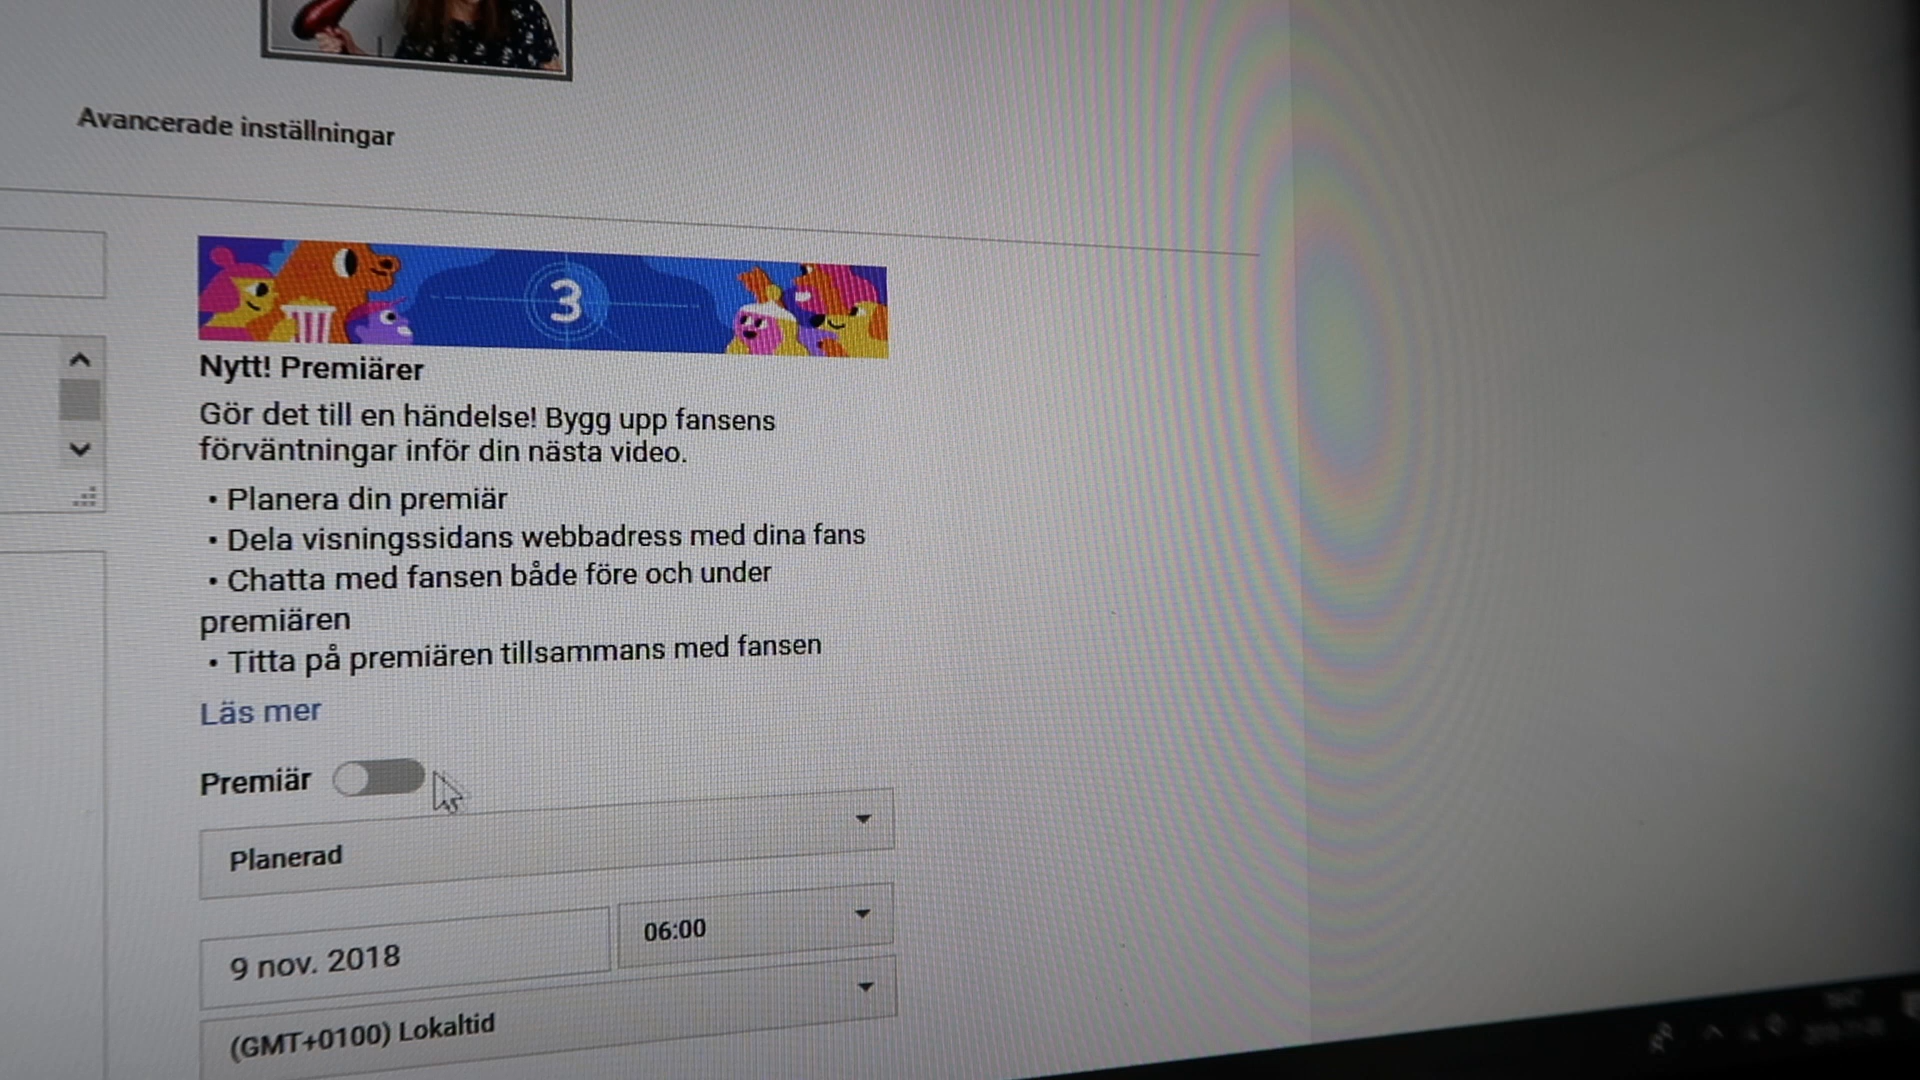 Avancerade inställningar
3
Nytt! Premiärer
Gör det till en händelse! Bygg upp fansens
förväntningar inför din nästa video.
• Planera din premiär
• Dela visningssidans webbadress med dina fans
• Chatta med fansen både före och under
premiären
• Titta på premiären tillsammans med fansen
Läs mer
Premiär
Planerad
9 nov. 2018
06:00
(GMT+0100) Lokaltid